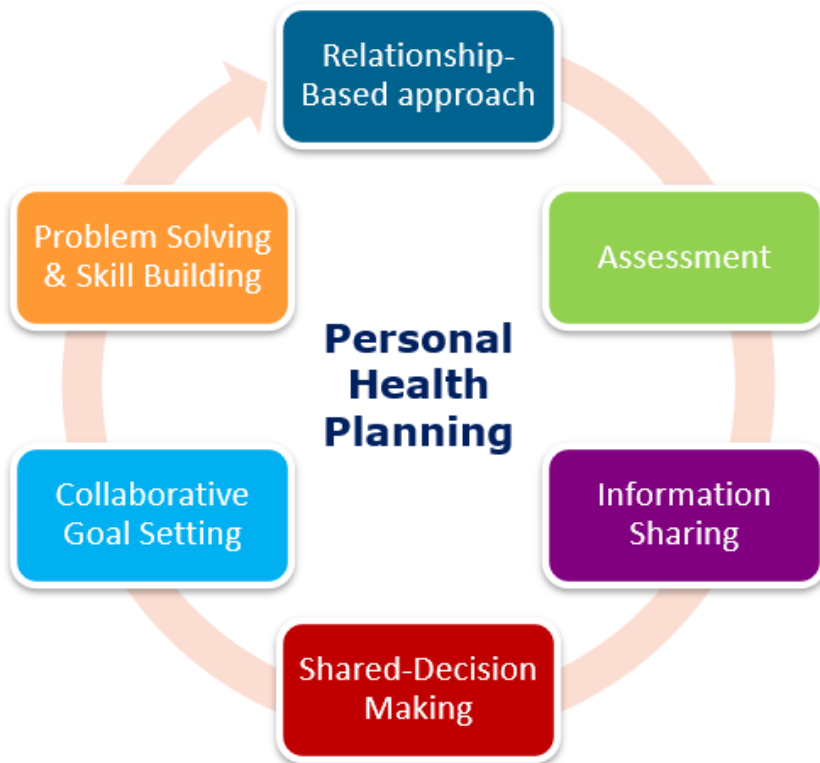 Relationship-
Based approach
Assessment
Information
Sharing
Shared-Decision
Making
Collaborative
Goal Setting
Problem Solving
& Skill Building
Personal
Health
Planning